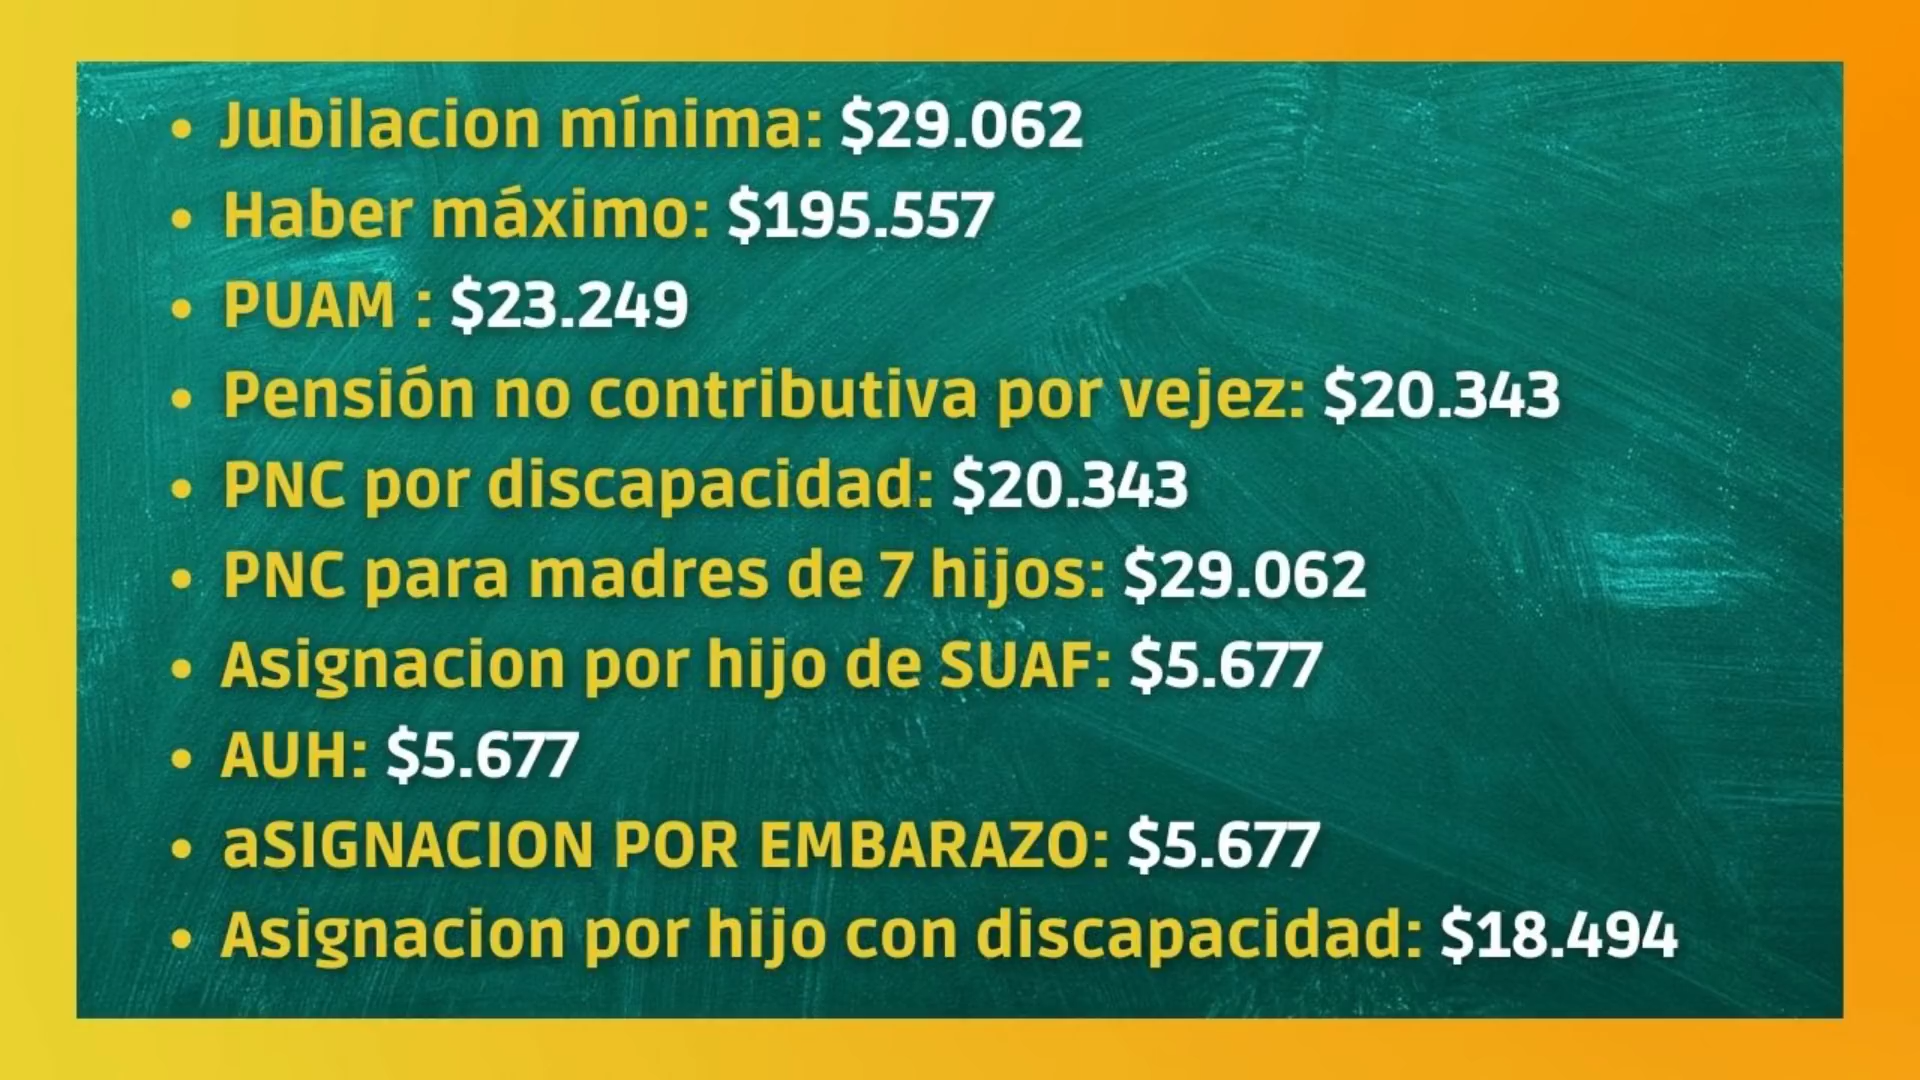 • Jubilacion mínima: $29.062
• Haber máximo: $195.557
• PUAM : $23.249
• Pensión no contributiva por vejez: $20.343
• PNC por discapacidad: $20.343
• PNC para madres de 7 hijos: $29.062
• Asignacion por hijo de SUAF: $5.677
• AUH: $5.677
• aSIGNACION POR EMBARAZO: $5.677
• Asignacion por hijo con discapacidad: $18.494